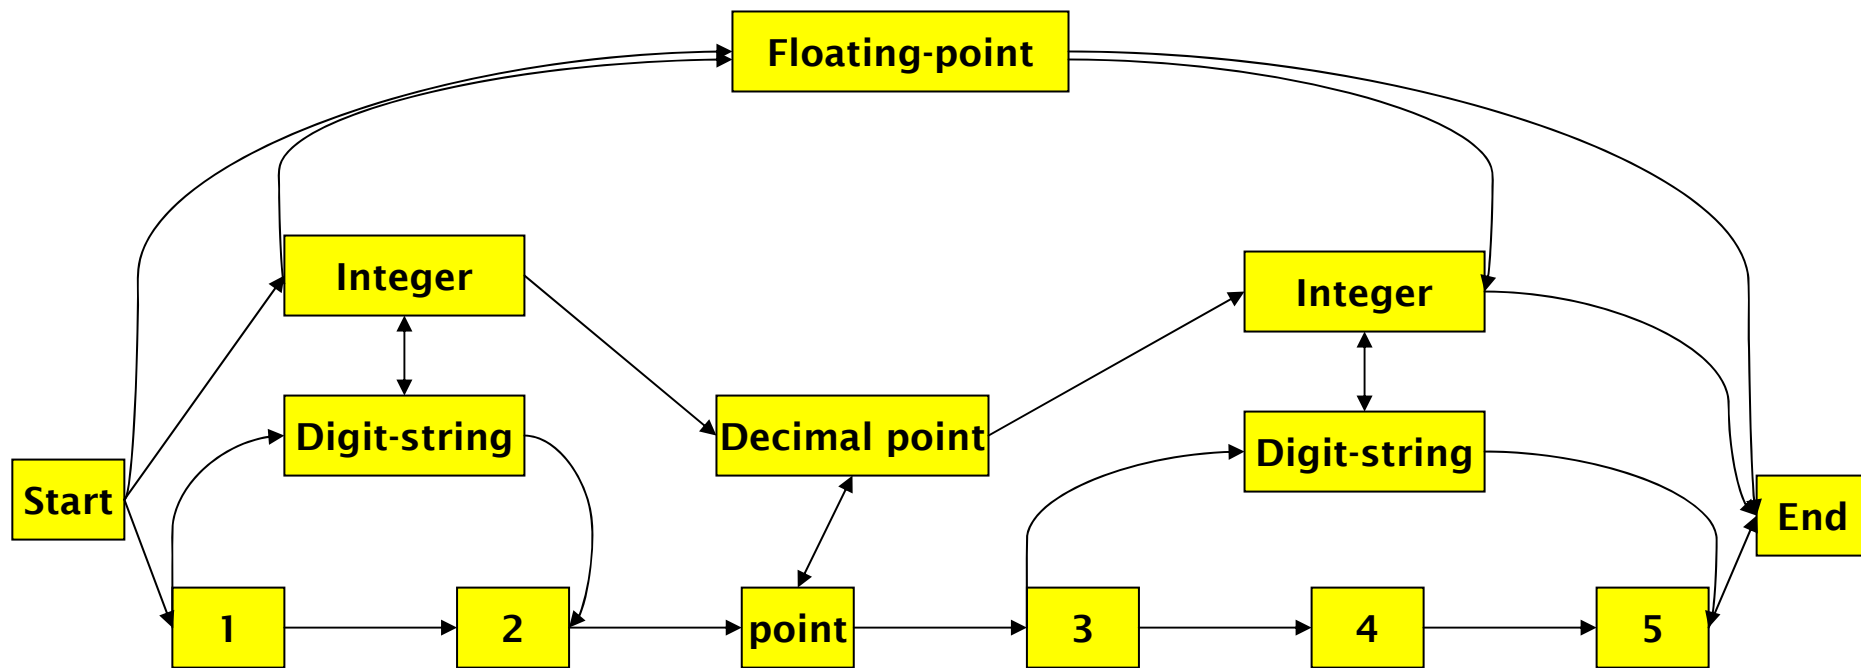 Floating-point
Integer
Integer
Digit-string
Decimal point
Digit-string
Start
End
1
2
point
3
4
5